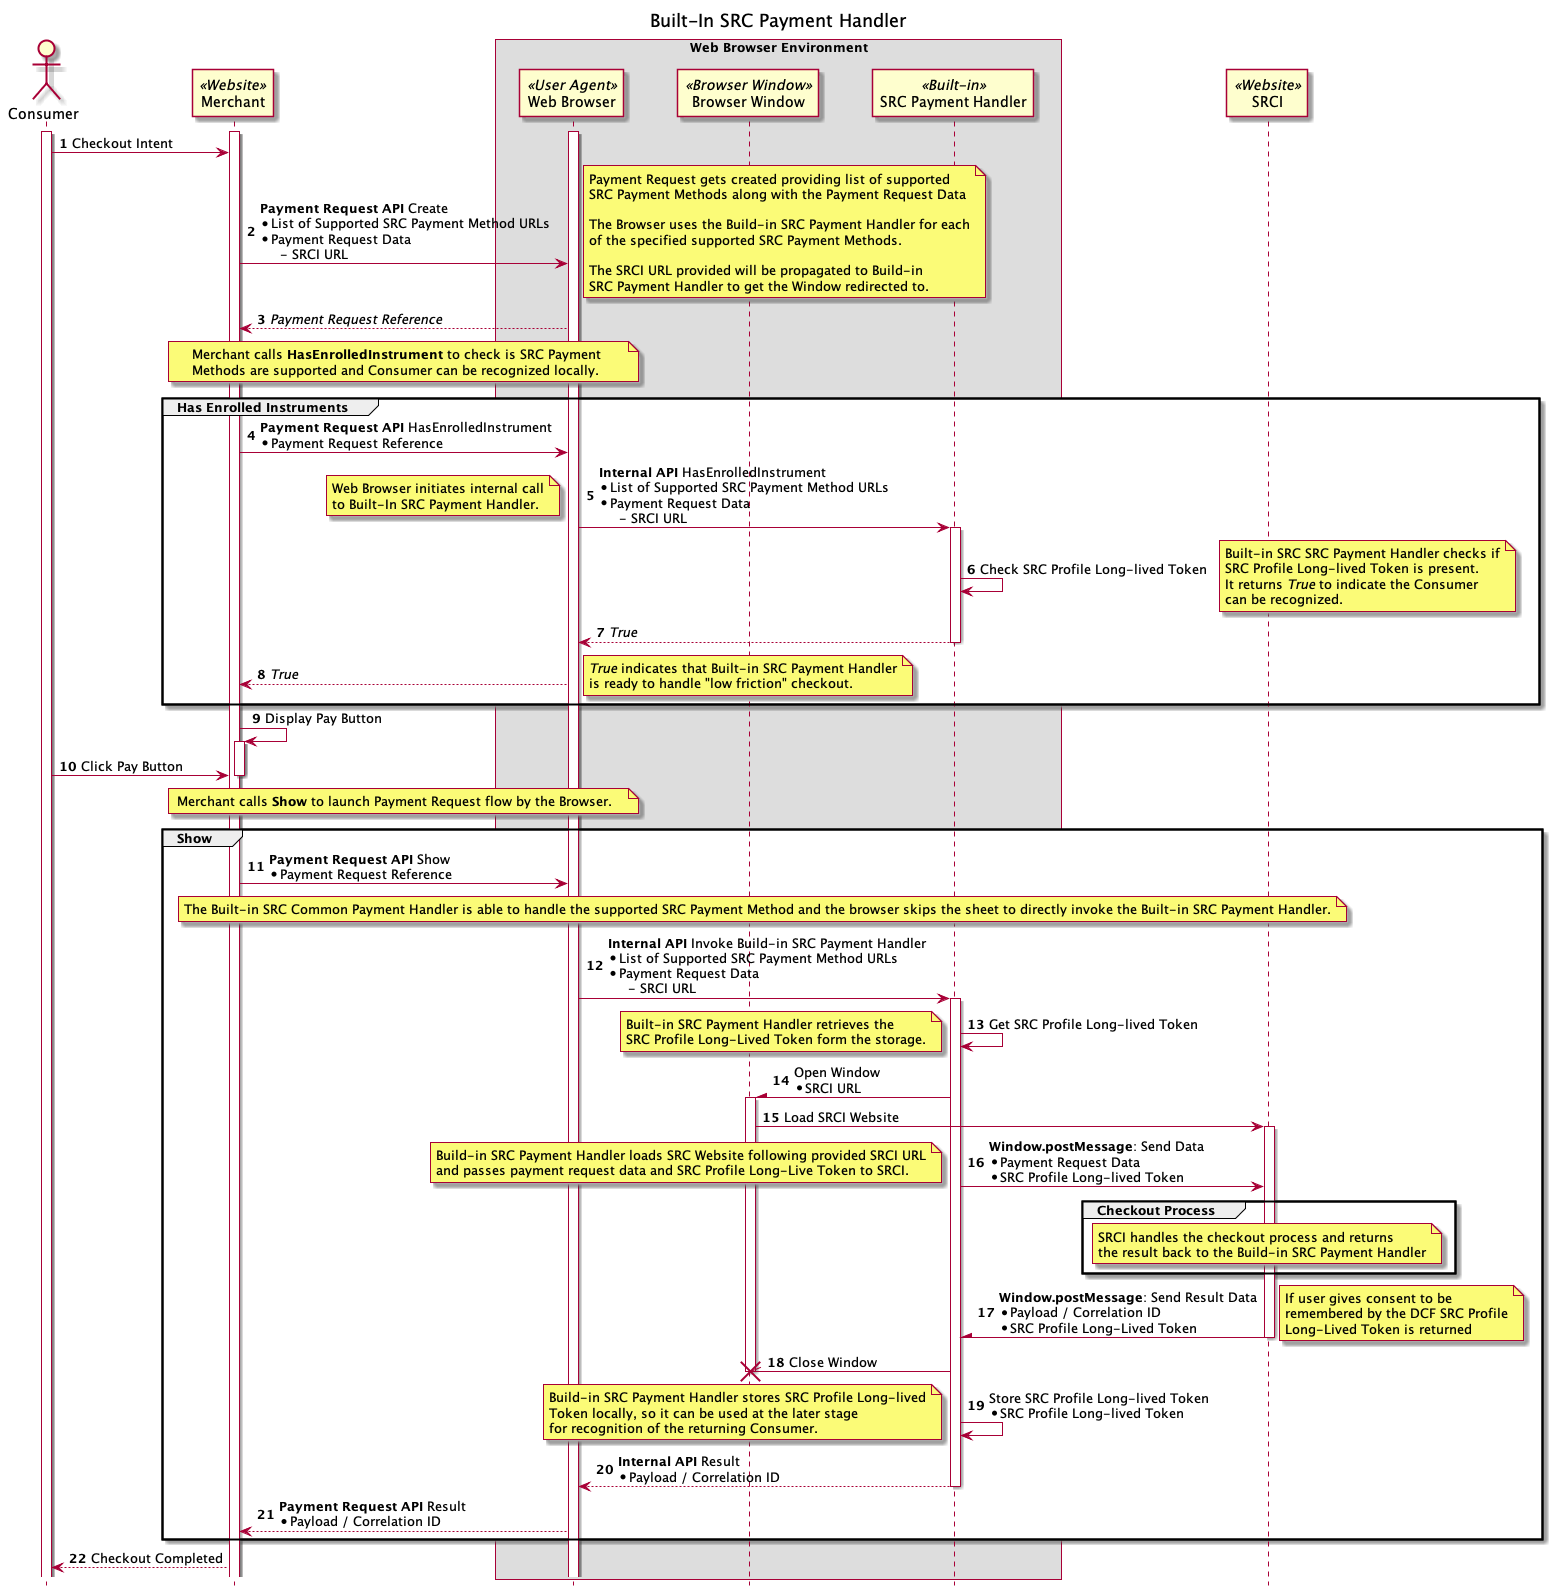 Built-In SRC Payment Handler
Web Browser Environment
Consumer
«Website»
Merchant
«User Agent»
Web Browser
«Browser Window»
Browser Window
«Built-in»
SRC Payment Handler
«Website»
SRCI
1 Checkout Intent
Payment Request gets created providing list of supported
SRC Payment Methods along with the Payment Request Data
The Browser uses the Build-in SRC Payment Handler for each
of the specified supported SRC Payment Methods.
The SRCI URL provided will be propagated to Build-in
SRC Payment Handler to get the Window redirected to.
2 Payment Request API Create
• List of Supported SRC Payment Method URLs
• Payment Request Data
- SRCI URL
3 Payment Request Reference
Merchant calls HasEnrolledInstrument to check is SRC Payment
Methods are supported and Consumer can be recognized locally.
Has Enrolled Instruments
4 Payment Request API HasEnrolledInstrument
• Payment Request Reference
Web Browser initiates internal call
to Built-In SRC Payment Handler.
5 Internal API HasEnrolledInstrument
• List of Supported SRC Payment Method URLs
• Payment Request Data
- SRCI URL
6 Check SRC Profile Long-lived Token
Built-in SRC SRC Payment Handler checks if
SRC Profile Long-lived Token is present.
It returns True to indicate the Consumer
can be recognized.
7 True
8 True
True indicates that Built-in SRC Payment Handler
is ready to handle "low friction" checkout.
9 Display Pay Button
10 Click Pay Button
Merchant calls Show to launch Payment Request flow by the Browser.
Show
11 Payment Request API Show
• Payment Request Reference
The Built-in SRC Common Payment Handler is able to handle the supported SRC Payment Method and the browser skips the sheet to directly invoke the Built-in SRC Payment Handler.
12 Internal API Invoke Build-in SRC Payment Handler
• List of Supported SRC Payment Method URLs
• Payment Request Data
- SRCI URL
Built-in SRC Payment Handler retrieves the
SRC Profile Long-Lived Token form the storage.
13 Get SRC Profile Long-lived Token
14 Open Window
• SRCI URL
15 Load SRCI Website
Build-in SRC Payment Handler loads SRC Website following provided SRCI URL
and passes payment request data and SRC Profile Long-Live Token to SRCI.
16 Window.postMessage: Send Data
• Payment Request Data
• SRC Profile Long-lived Token
Checkout Process
SRCI handles the checkout process and returns
the result back to the Build-in SRC Payment Handler
17 Window.postMessage: Send Result Data
• Payload / Correlation ID
• SRC Profile Long-Lived Token
If user gives consent to be
remembered by the DCF SRC Profile
Long-Lived Token is returned
18 Close Window
Build-in SRC Payment Handler stores SRC Profile Long-lived
Token locally, so it can be used at the later stage
for recognition of the returning Consumer.
19 Store SRC Profile Long-lived Token
• SRC Profile Long-lived Token
20 Internal API Result
• Payload / Correlation ID
21 Payment Request API Result
• Payload / Correlation ID
22 Checkout Completed